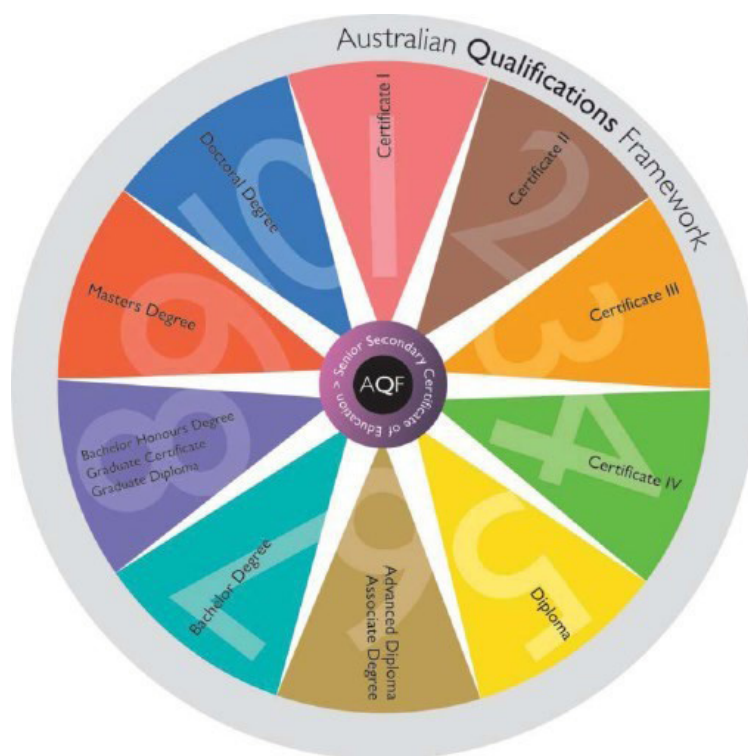 Australian Qualifications Framework
Certificate I
1
Certificate II
2
Certificate III
3
Certificate IV
4
Diploma
5
Advanced Diploma
Associate Degree
6
Bachelor Degree
7
Bachelor Honours Degree
Graduate Certificate
Graduate Diploma
8
Masters Degree
9
Doctoral Degree
10
Senior Secondary Certificate of Education >
AQF